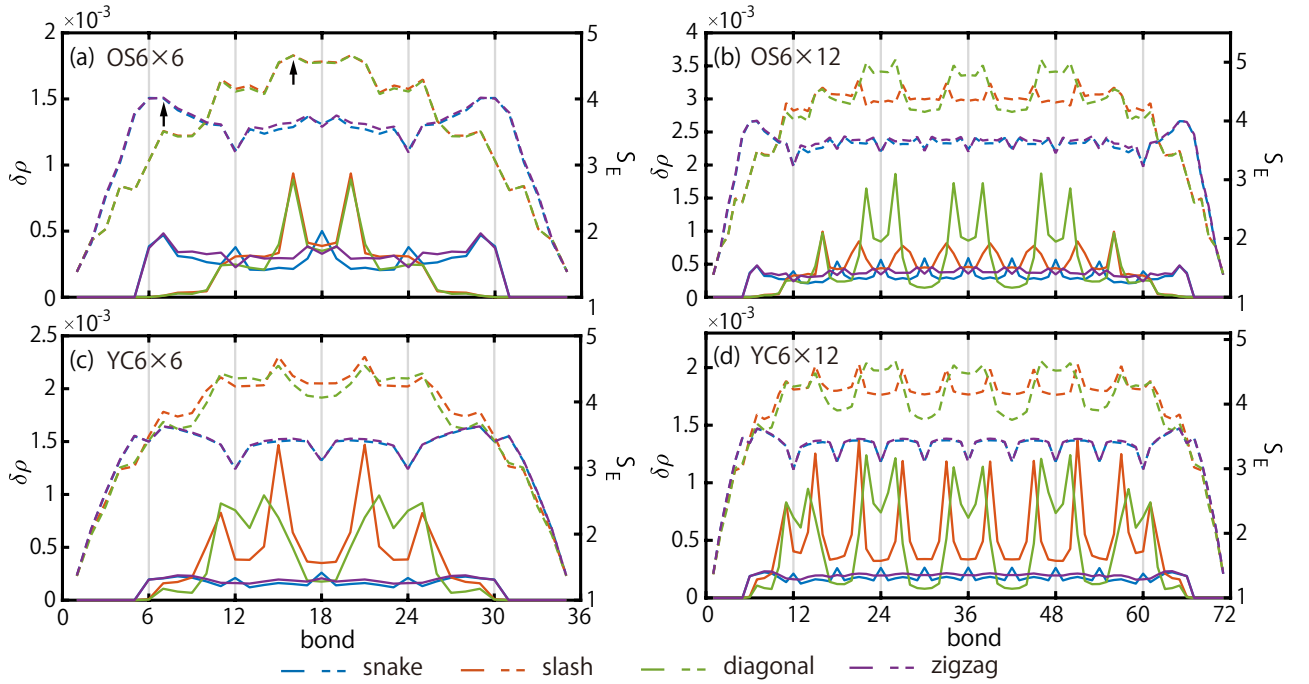 ×10⁻³
(a) OS6×6
2
1.5
1
0.5
0
δρ
5
4
3
2
1
S_E
×10⁻³
(b) OS6×12
4
3.5
3
2.5
2
1.5
1
0.5
0
δρ
5
4
3
2
1
S_E
×10⁻³
(c) YC6×6
2.5
2
1.5
1
0.5
0
δρ
5
4
3
2
1
S_E
0 6 12 18 24 30 36
bond
×10⁻³
(d) YC6×12
2
1.5
1
0.5
0
δρ
5
4
3
2
1
S_E
0 12 24 36 48 60 72
bond
snake slash diagonal zigzag